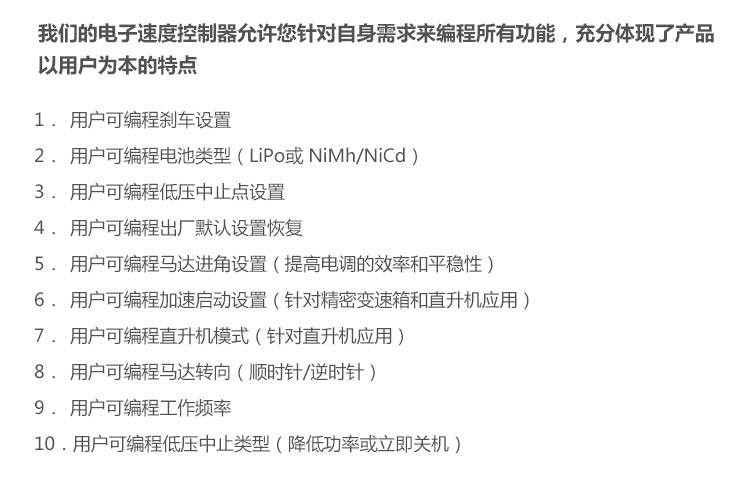 我们的电子速度控制器允许您针对自身需求来编程所有功能，充分体现了产品
以用户为本的特点
1． 用户可编程刹车设置
2． 用户可编程电池类型（LiPo或 NiMh/NiCd）
3． 用户可编程低压中止点设置
4． 用户可编程出厂默认设置恢复
5． 用户可编程马达进角设置（提高电调的效率和平稳性）
6． 用户可编程加速启动设置（针对精密变速箱和直升机应用）
7． 用户可编程直升机模式（针对直升机应用）
8． 用户可编程马达转向（顺时针/逆时针）
9． 用户可编程工作频率
10．用户可编程低压中止类型（降低功率或立即关机）